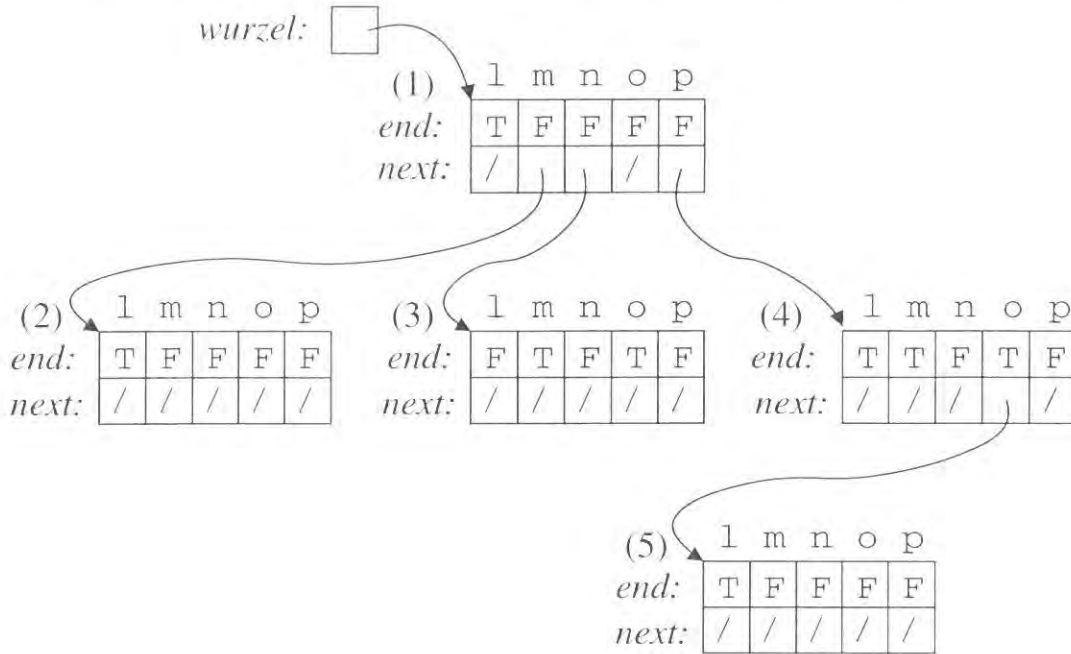 wurzel:
(1) l m n o p
end: T F F F F
next: / /
(2) l m n o p
end: T F F F F
next: / / / / /
(3) l m n o p
end: F T F T F
next: / / / / /
(4) l m n o p
end: T T F T F
next: / / / /
(5) l m n o p
end: T F F F F
next: / / / / /